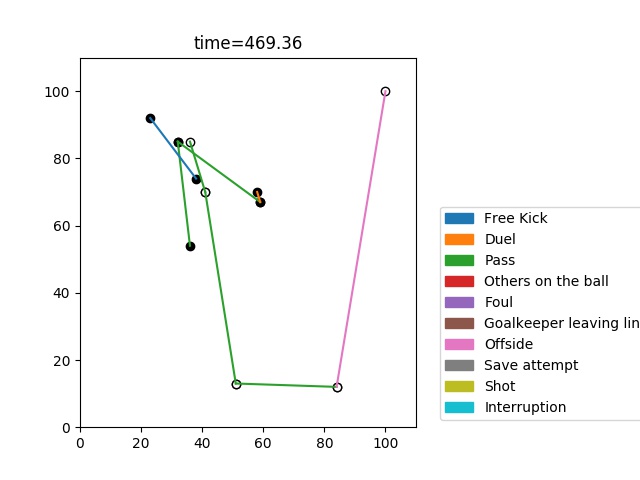 time=469.36
100
80
60
40
20
0
0 20 40 60 80 100
Free Kick
Duel
Pass
Others on the ball
Foul
Goalkeeper leaving lin
Offside
Save attempt
Shot
Interruption